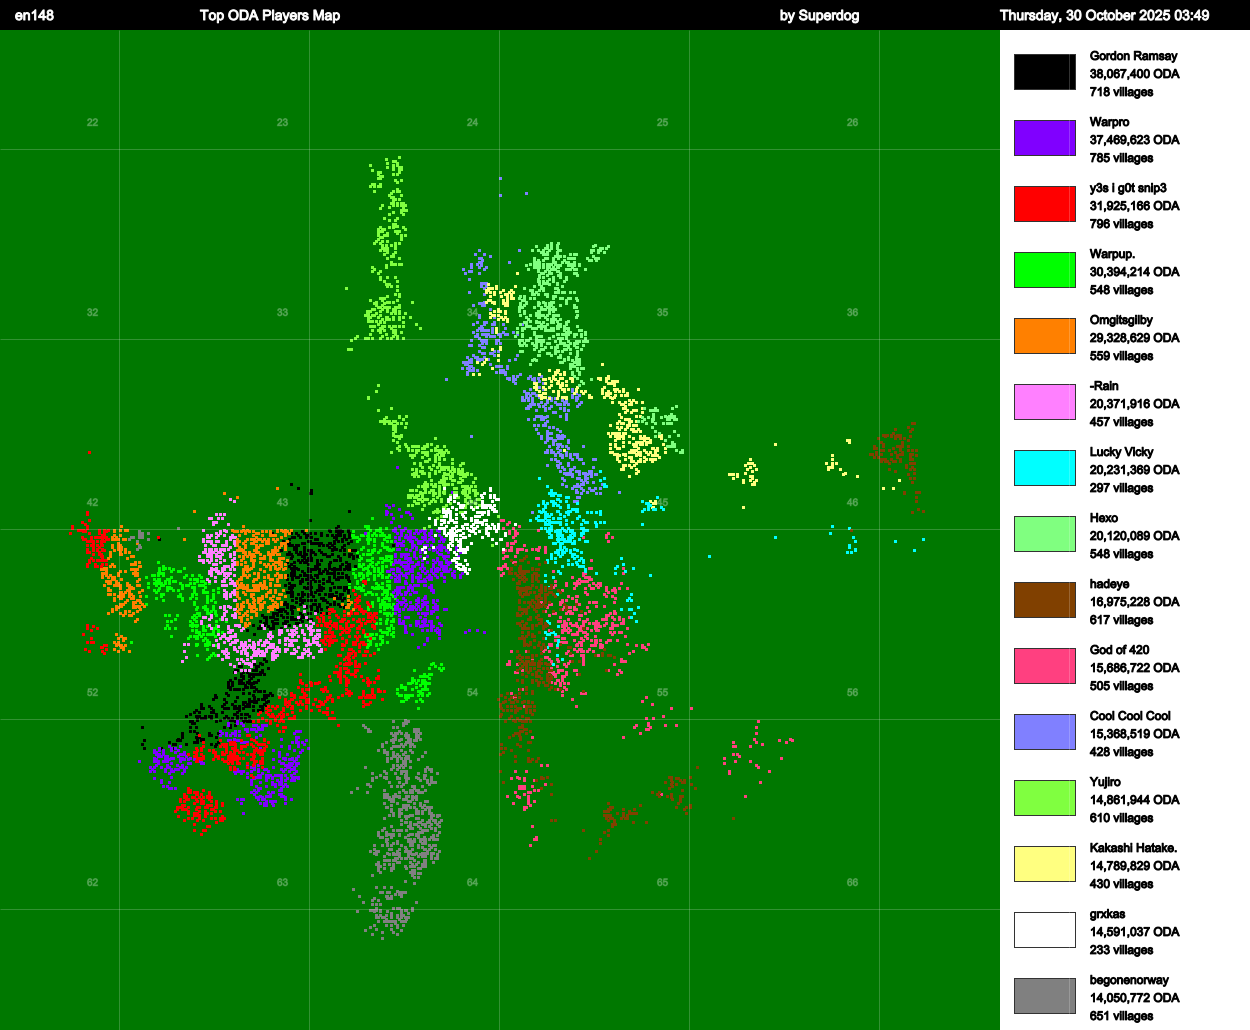 en148 Top ODA Players Map by Superdog Thursday, 30 October 2025 03:49
Gordon Ramsay
38,067,400 ODA
718 villages
Warpro
37,469,623 ODA
785 villages
y3s i g0t snip3
31,925,166 ODA
796 villages
Warpup.
30,394,214 ODA
548 villages
Omgitsgilby
29,328,629 ODA
559 villages
-Rain
20,371,916 ODA
457 villages
Lucky Vicky
20,231,369 ODA
297 villages
Hexo
20,120,089 ODA
548 villages
hadeye
16,975,228 ODA
617 villages
God of 420
15,686,722 ODA
505 villages
Cool Cool Cool
15,368,519 ODA
428 villages
Yujiro
14,861,944 ODA
610 villages
Kakashi Hatake.
14,789,829 ODA
430 villages
grxkas
14,591,037 ODA
233 villages
begonenorway
14,050,772 ODA
651 villages
22 23 24 25 26
32 33 34 35 36
42 43 45 46
52 53 54 55 56
62 63 64 65 66